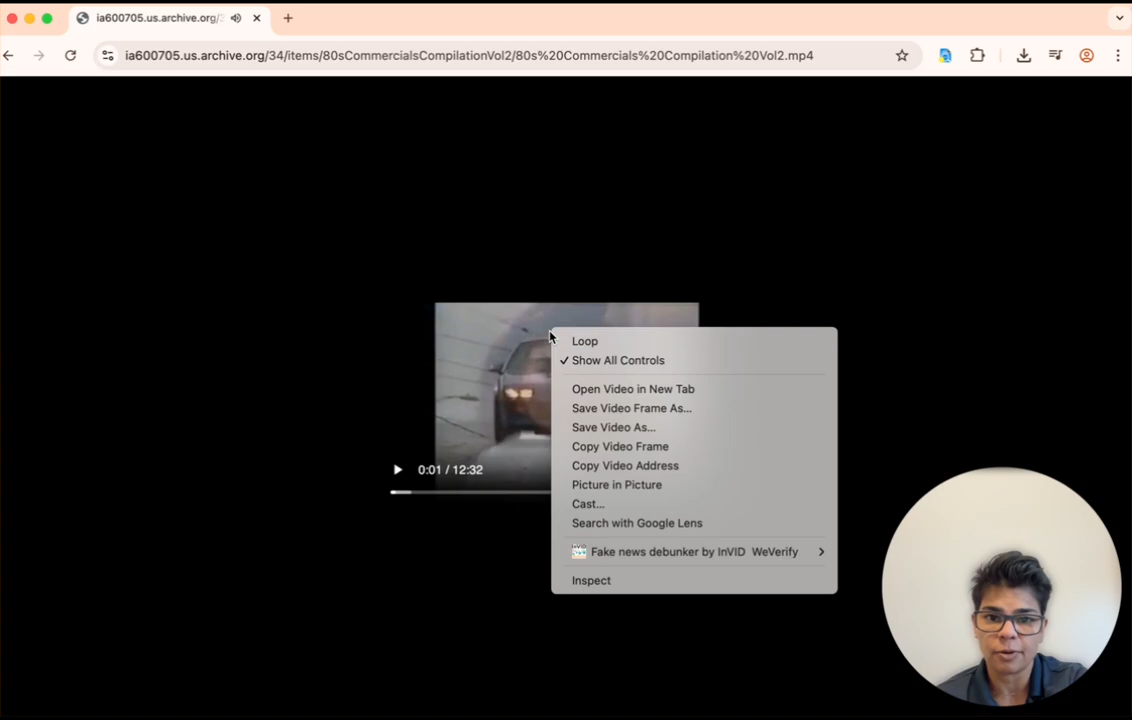 ia600705.us.archive.org/3
ia600705.us.archive.org/34/items/80sCommercialsCompilationVol2/80s%20Commercials%20Compilation%20Vol2.mp4
Loop
Show All Controls
Open Video in New Tab
Save Video Frame As...
Save Video As...
Copy Video Frame
Copy Video Address
0:01 / 12:32
Picture in Picture
Cast...
Search with Google Lens
Fake news debunker by InVID WeVerify
Inspect